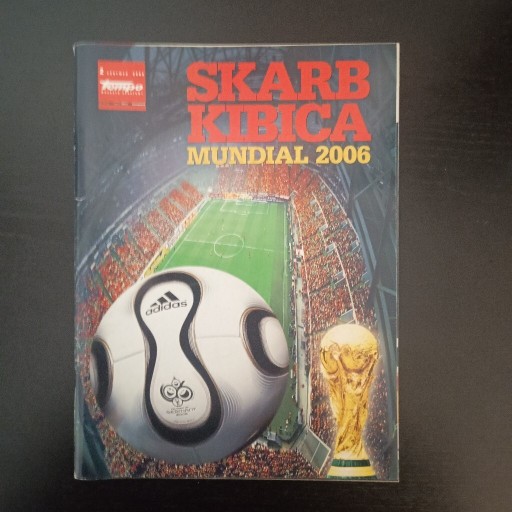 Tempo
SKARB
KIBICA
MUNDIAL 2006
adidas